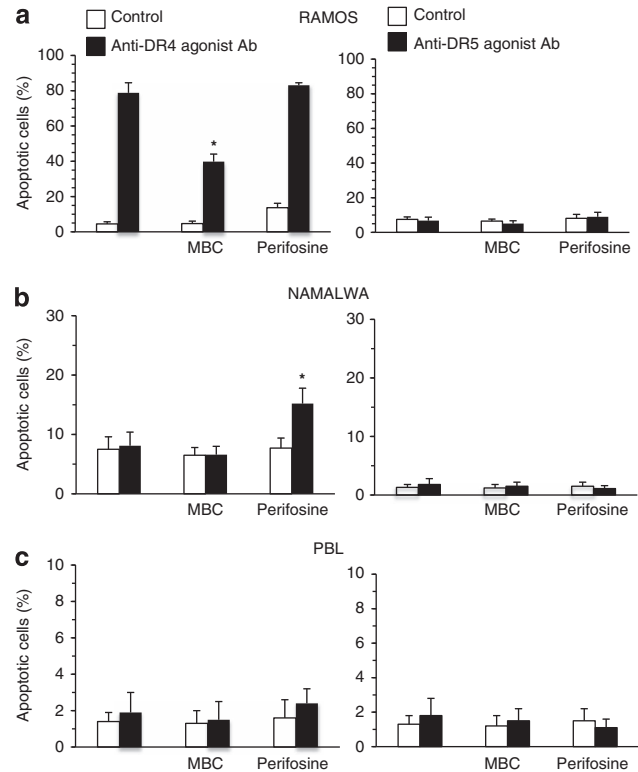 a
Control
RAMOS
Control
Anti-DR4 agonist Ab
Anti-DR5 agonist Ab
Apoptotic cells (%)
100
80
60
40
20
0
*
MBC
Perifosine
100
80
60
40
20
0
MBC
Perifosine
b
NAMALWA
Apoptotic cells (%)
30
20
10
0
*
MBC
Perifosine
30
20
10
0
MBC
Perifosine
c
PBL
Apoptotic cells (%)
10
8
6
4
2
0
MBC
Perifosine
10
8
6
4
2
0
MBC
Perifosine